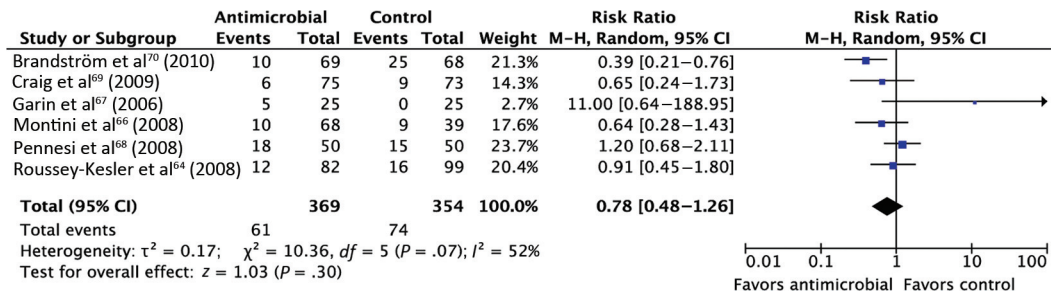 Antimicrobial Control Risk Ratio Risk Ratio
Study or Subgroup Events Total Events Total Weight M–H, Random, 95% CI M–H, Random, 95% CI
Brandström et al⁷⁰ (2010) 10 69 25 68 21.3% 0.39 [0.21–0.76]
Craig et al⁶⁹ (2009) 6 75 9 73 14.3% 0.65 [0.24–1.73]
Garin et al⁶⁷ (2006) 5 25 0 25 2.7% 11.00 [0.64–188.95]
Montini et al⁶⁶ (2008) 10 68 9 39 17.6% 0.64 [0.28–1.43]
Pennesi et al⁶⁸ (2008) 18 50 15 50 23.7% 1.20 [0.68–2.11]
Roussey-Kesler et al⁶⁴ (2008) 12 82 16 99 20.4% 0.91 [0.45–1.80]
Total (95% CI) 369 354 100.0% 0.78 [0.48–1.26]
Total events 61 74
Heterogeneity: τ² = 0.17; χ² = 10.36, df = 5 (P = .07); I² = 52%
Test for overall effect: z = 1.03 (P = .30)
0.01 0.1 1 10 100
Favors antimicrobial Favors control